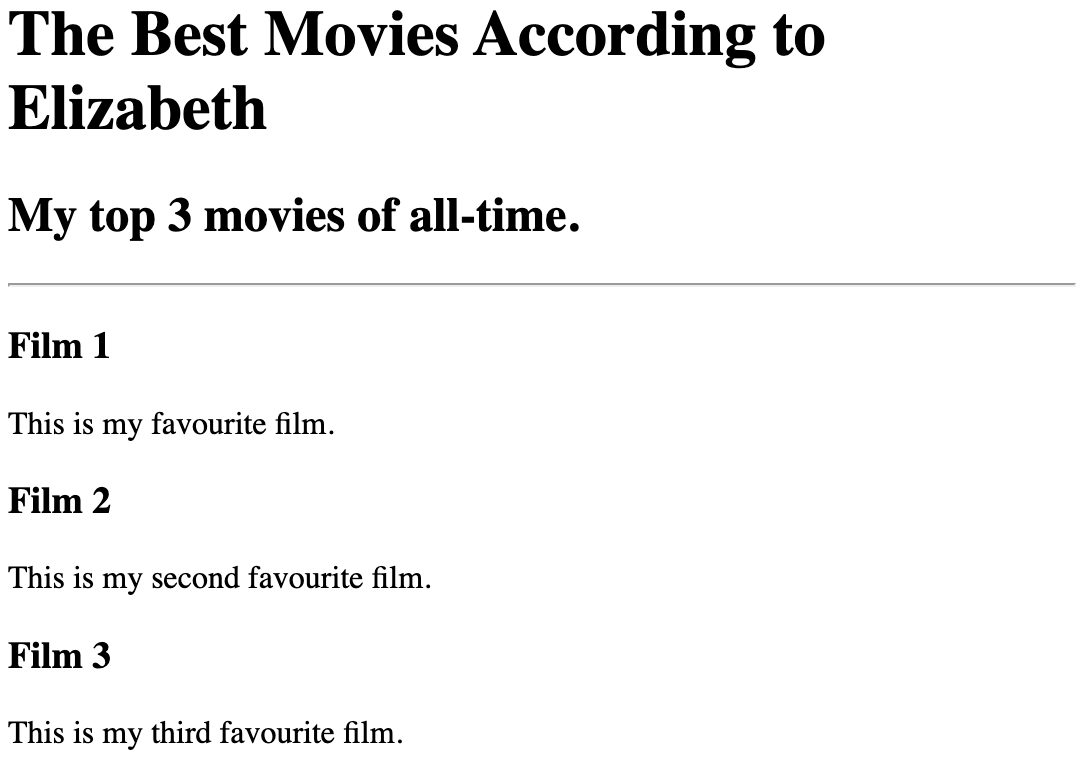 The Best Movies According to
Elizabeth
My top 3 movies of all-time.
Film 1
This is my favourite film.
Film 2
This is my second favourite film.
Film 3
This is my third favourite film.